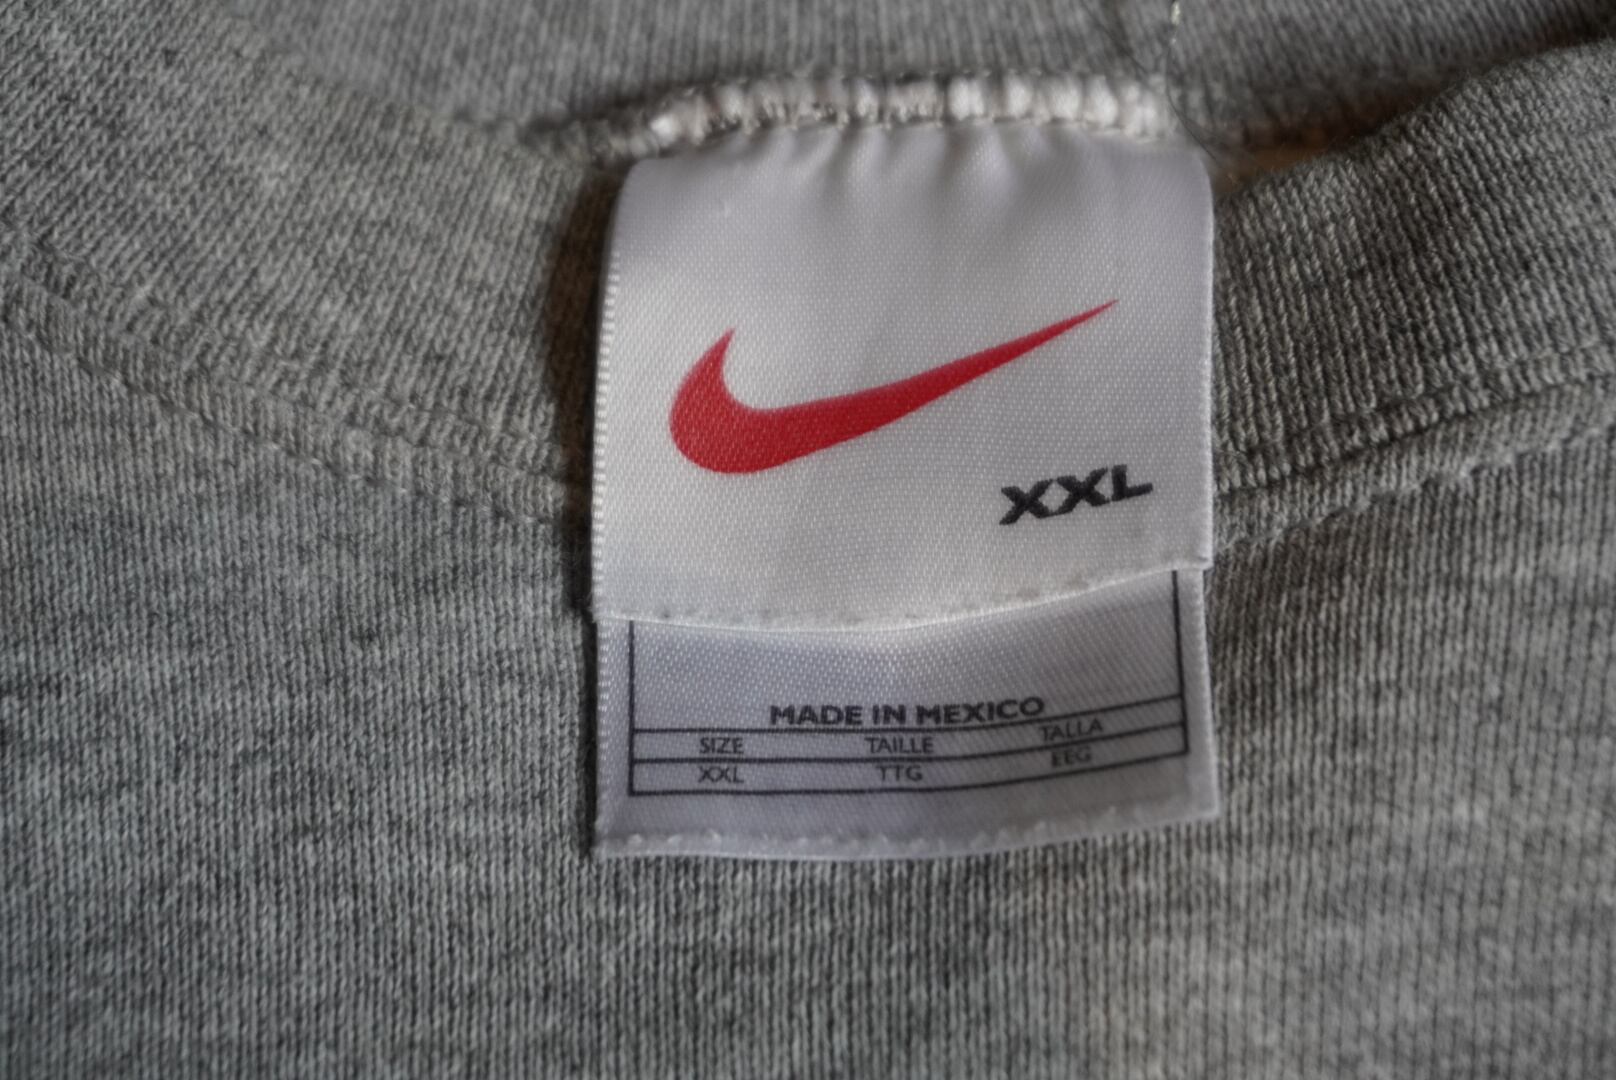 XXL
MADE IN MEXICO
SIZE TAILLE TALLA
XXL TTG EEG